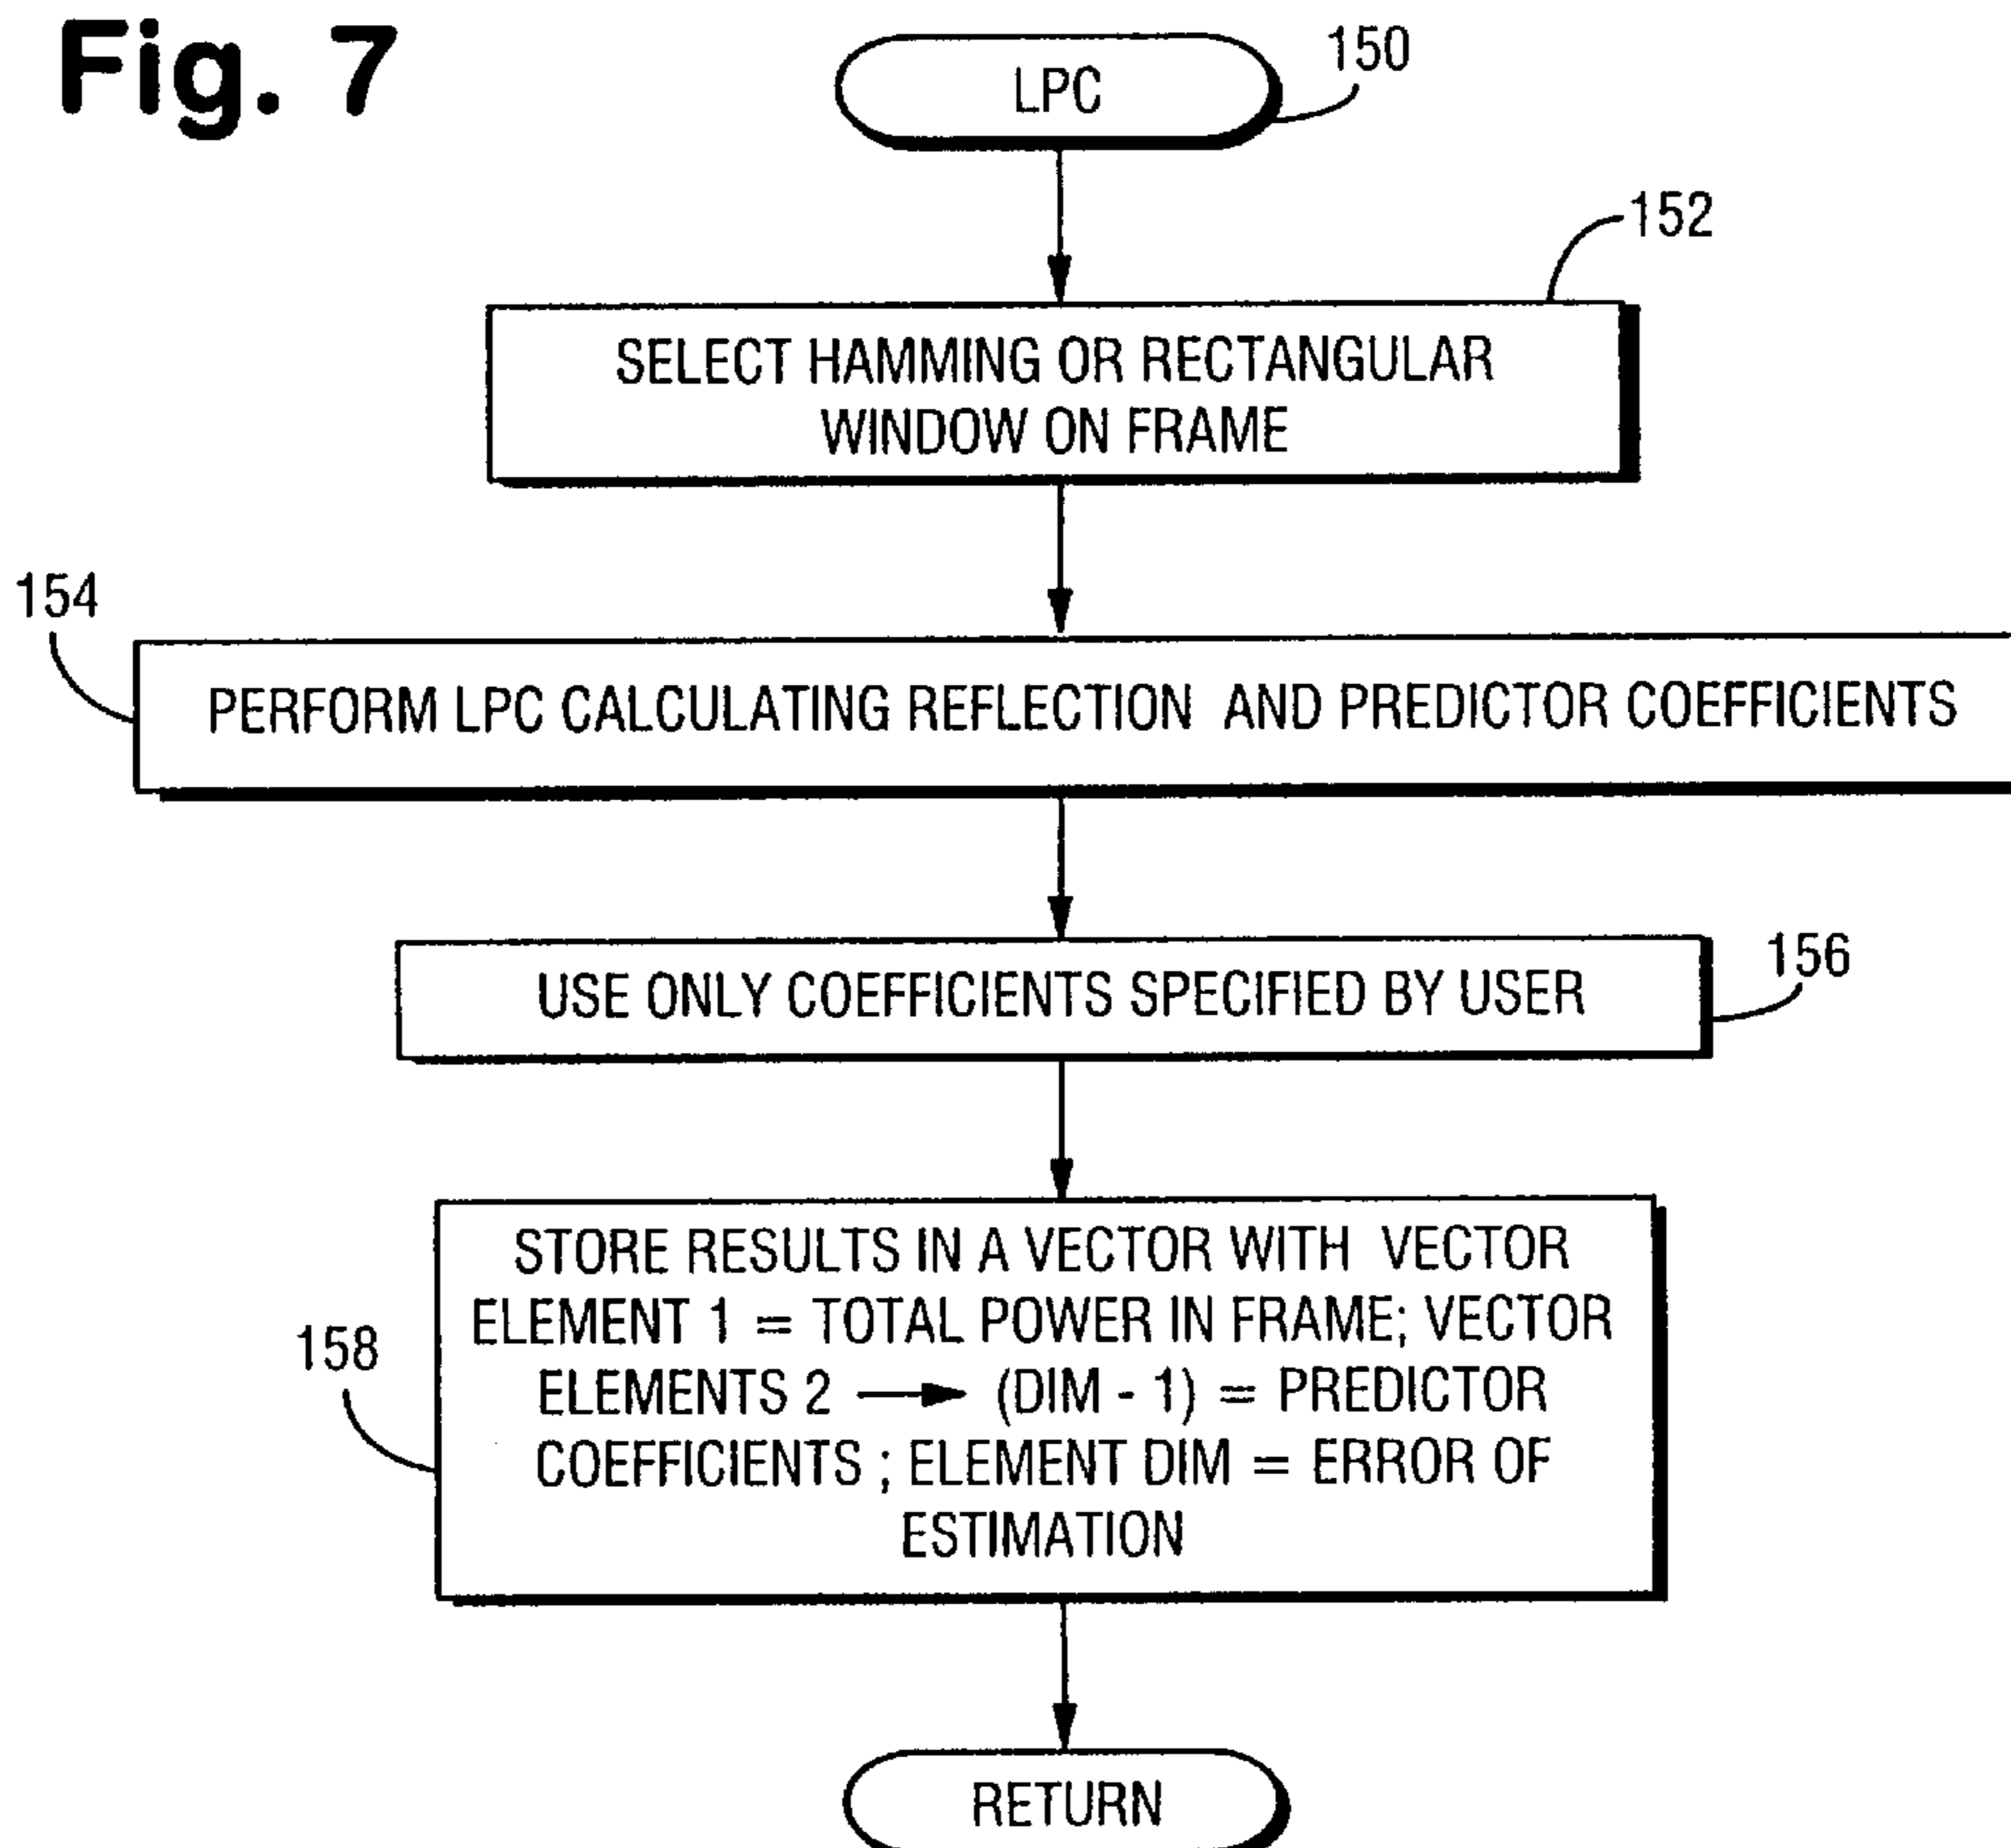 Fig. 7
LPC
150
152
SELECT HAMMING OR RECTANGULAR
WINDOW ON FRAME
154
PERFORM LPC CALCULATING REFLECTION AND PREDICTOR COEFFICIENTS
156
USE ONLY COEFFICIENTS SPECIFIED BY USER
158
STORE RESULTS IN A VECTOR WITH VECTOR
ELEMENT 1 = TOTAL POWER IN FRAME; VECTOR
ELEMENTS 2 → (DIM - 1) = PREDICTOR
COEFFICIENTS ; ELEMENT DIM = ERROR OF
ESTIMATION
RETURN